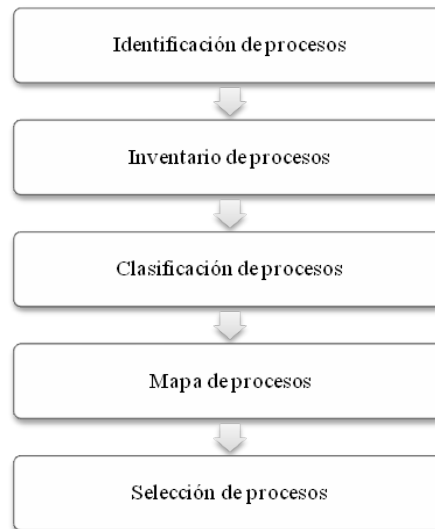 Identificación de procesos
Inventario de procesos
Clasificación de procesos
Mapa de procesos
Selección de procesos